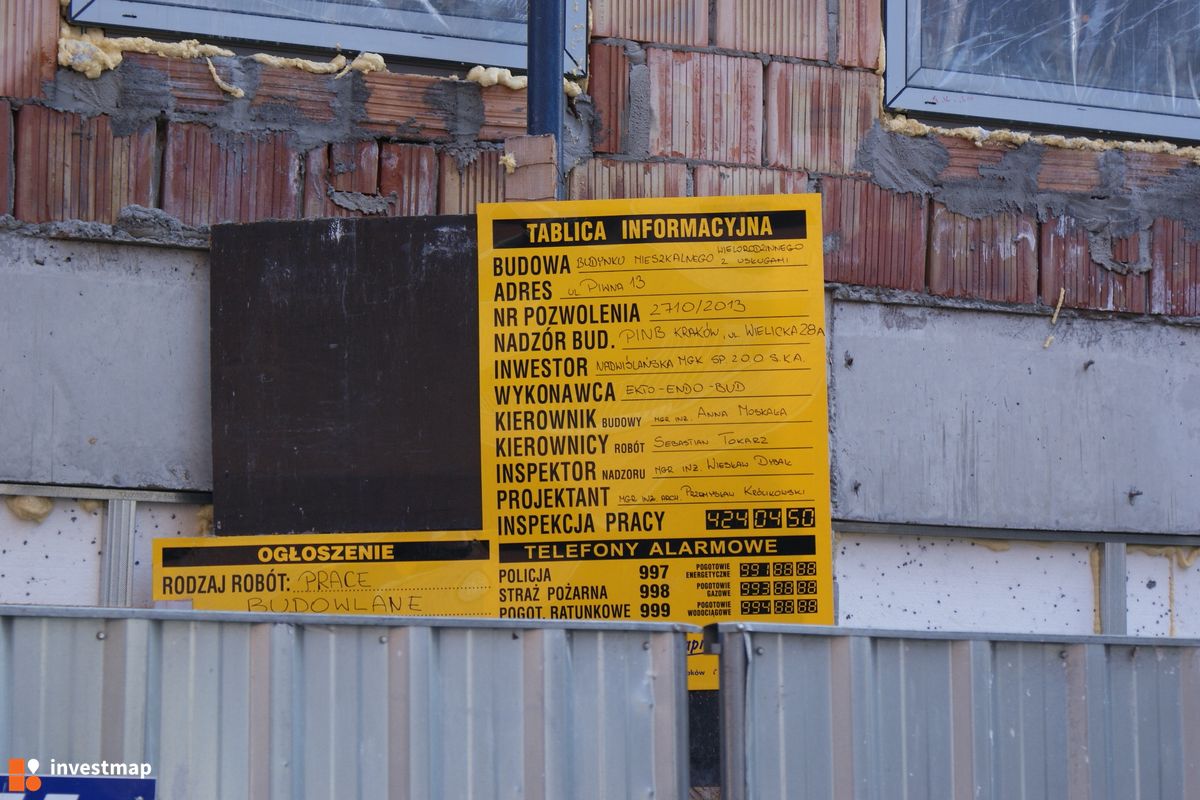 TABLICA INFORMACYJNA
BUDOWA BUDYNKU MIESZKALNEGO WIELORODZINNEGO
Z USŁUGAMI
ADRES ul PIWNA 13
NR POZWOLENIA 2710/2013
NADZÓR BUD. PINB KRAKÓW, ul. WIELICKA 28A
INWESTOR NADWIŚLAŃSKA MGK SP ZOO S.K.A.
WYKONAWCA EKTO-ENDO-BUD
KIEROWNIK BUDOWY MGR INŻ. ANNA MOSKAŁA
KIEROWNICY ROBÓT SEBASTIAN TOKARZ
INSPEKTOR NADZORU MGR INŻ. WIESŁAW DYBAŁ
PROJEKTANT MGR INŻ. ARCH. PRZEMYSŁAW KRÓLIKOWSKI
INSPEKCJA PRACY 424 04 50
TELEFONY ALARMOWE
POLICJA 997 POGOTOWIE ENERGETYCZNE 991
STRAŻ POŻARNA 998 POGOTOWIE GAZOWE 993
POGOT. RATUNKOWE 999 POGOTOWIE WODOCIĄGOWE 994
OGŁOSZENIE
RODZAJ ROBÓT: PRACE
BUDOWLANE
investmap